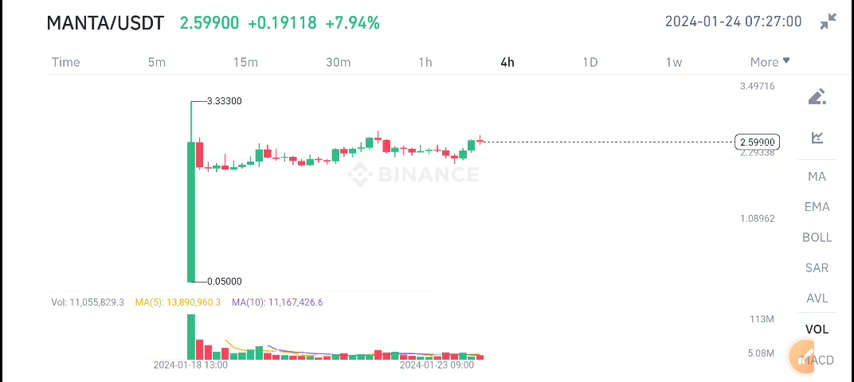 MANTA/USDT 2.59900 +0.19118 +7.94% 2024-01-24 07:27:00
Time 5m 15m 30m 1h 4h 1D 1w More
3.49716
3.33300
2.59900
2.29338
BINANCE
MA
EMA
1.08962
BOLL
SAR
0.05000
AVL
Vol: 11,055,829.3 MA(5): 13,890,960.3 MA(10): 11,167,426.6
113M
VOL
5.08M
MACD
2024-01-18 13:00 2024-01-23 09:00